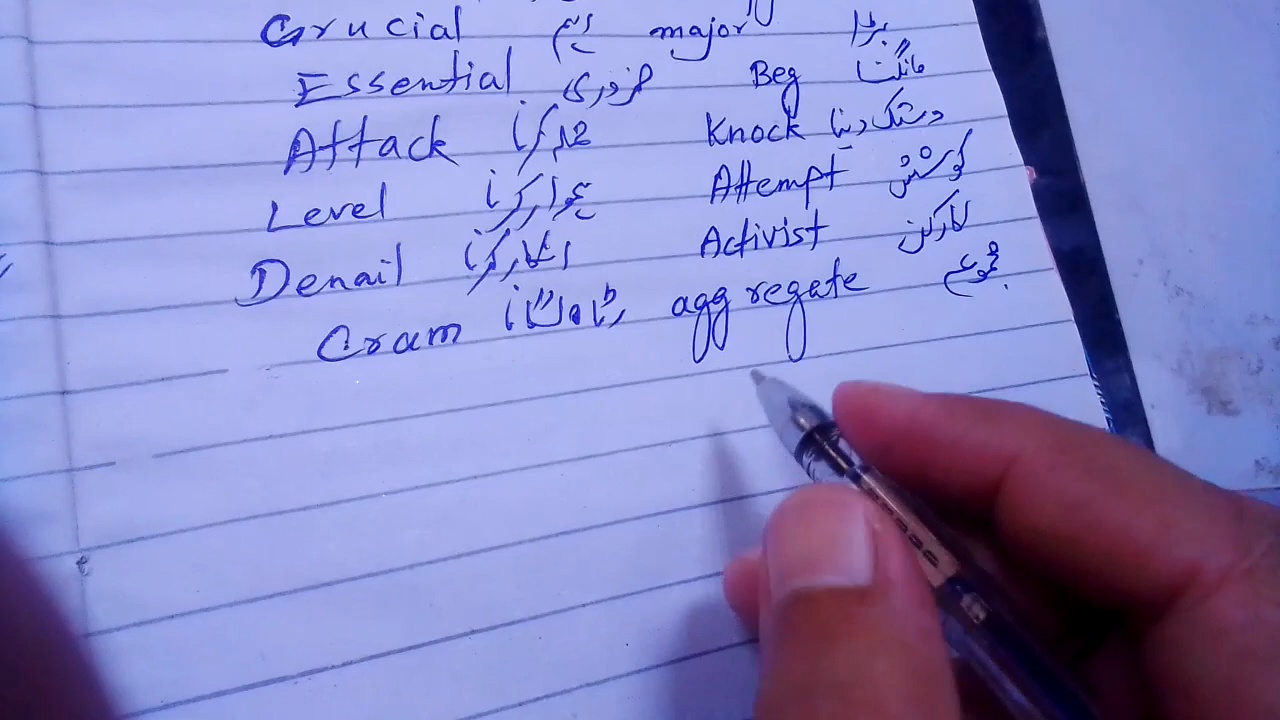 Crucial اہم major بڑا
Essential ضروری Beg مانگنا
Attack حملہ کرنا Knock دستک دینا
Level ہموار کرنا Attempt کوشش
Denail انکار کرنا Activist کارکن
Cram aggregate مجموعہ